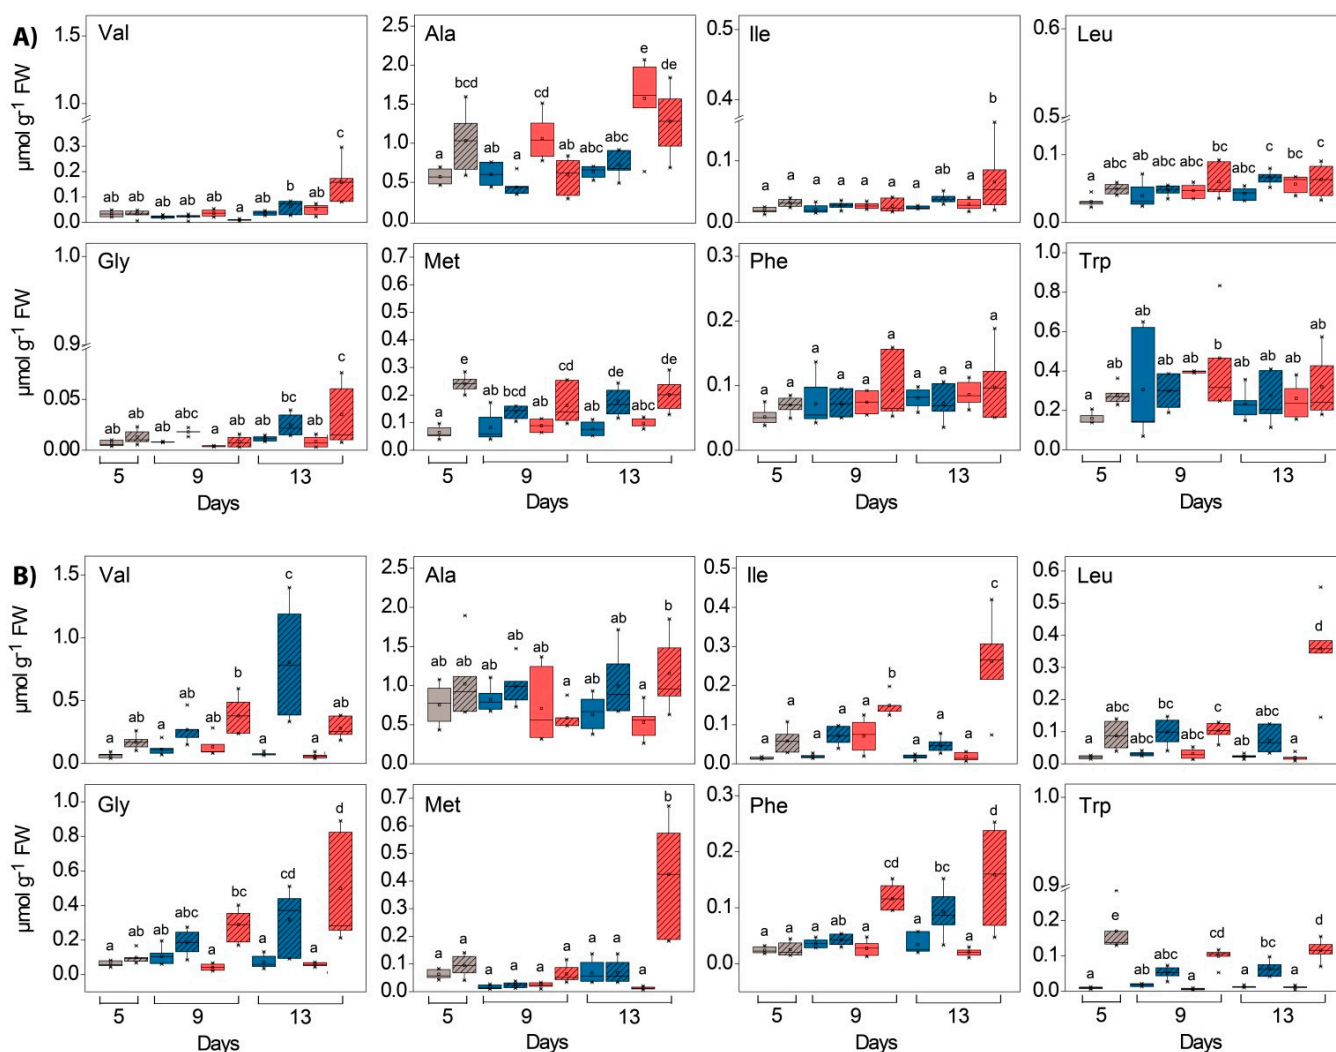 A)
Val
Ala
Ile
Leu
µmol g⁻¹ FW
1.5
1.0
0.3
0.2
0.1
0.0
ab ab ab ab ab a ab b ab c
2.5
2.0
1.5
1.0
0.5
0.0
a bcd ab a cd ab abc abc e de
0.5
0.4
0.1
0.0
a a a a a a a ab a b
0.6
0.5
0.1
0.0
a abc ab abc abc bc abc c bc c
Gly
Met
Phe
Trp
µmol g⁻¹ FW
1.0
0.9
0.05
0.00
ab ab ab c a ab ab bc ab c
0.7
0.6
0.5
0.4
0.3
0.2
0.1
0.0
a e ab bcd ab cd ab de abc de
0.3
0.2
0.1
0.0
a a a a a a a a a a
1.0
0.8
0.6
0.4
0.2
0.0
a ab ab ab ab b ab ab ab ab
5 9 13
Days
5 9 13
Days
5 9 13
Days
5 9 13
Days
B)
Val
Ala
Ile
Leu
µmol g⁻¹ FW
1.5
1.0
0.5
0.0
a ab a ab ab b a c a ab
2.5
2.0
1.5
1.0
0.5
0.0
ab ab ab ab ab a ab ab a b
0.5
0.4
0.3
0.2
0.1
0.0
a a a a a b a a a c
0.6
0.5
0.4
0.3
0.2
0.1
0.0
a abc abc bc abc c ab abc a d
Gly
Met
Phe
Trp
µmol g⁻¹ FW
1.0
0.8
0.6
0.4
0.2
0.0
a ab ab abc a bc a cd a d
0.7
0.6
0.5
0.4
0.3
0.2
0.1
0.0
a a a a a a a a a b
0.3
0.2
0.1
0.0
a a a ab a cd a bc a d
1.0
0.9
0.2
0.1
0.0
a e ab bc a cd a bc a d
5 9 13
Days
5 9 13
Days
5 9 13
Days
5 9 13
Days